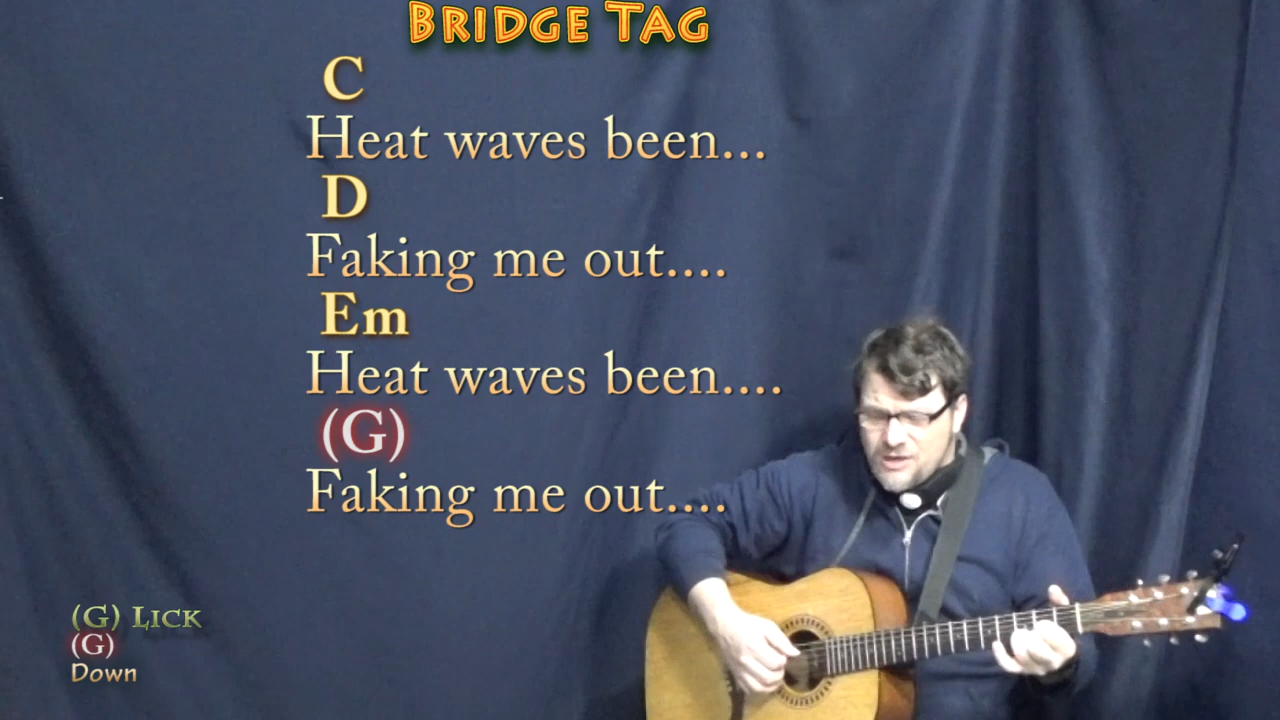 Bridge Tag
C
Heat waves been...
D
Faking me out....
Em
Heat waves been....
(G)
Faking me out....
(G) Lick
(G)
Down